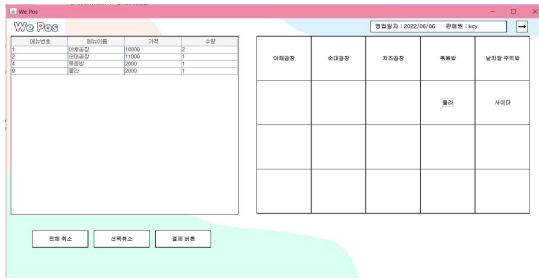 We Pos
We Pos
영업일자 : 2022/06/06 판매원 : kcy
메뉴번호 메뉴이름 가격 수량
1 야채곱창 10000 2
2 순대곱창 11000 1
4 볶음밥 2000 1
9 콜라 2000 1
야채곱창 순대곱창 치즈곱창 볶음밥 날치알 주먹밥
콜라 사이다
전체 취소 선택취소 결제 버튼